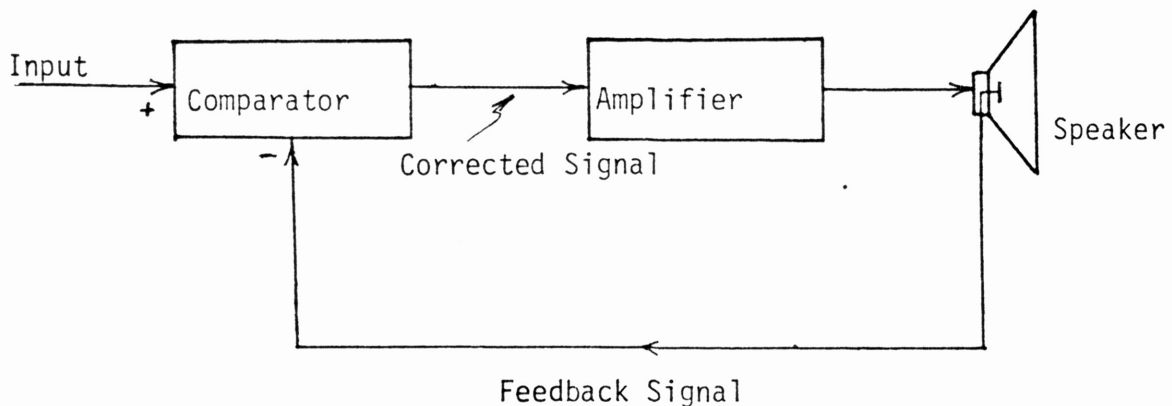 Input
+
Comparator
-
Corrected Signal
Amplifier
Speaker
Feedback Signal